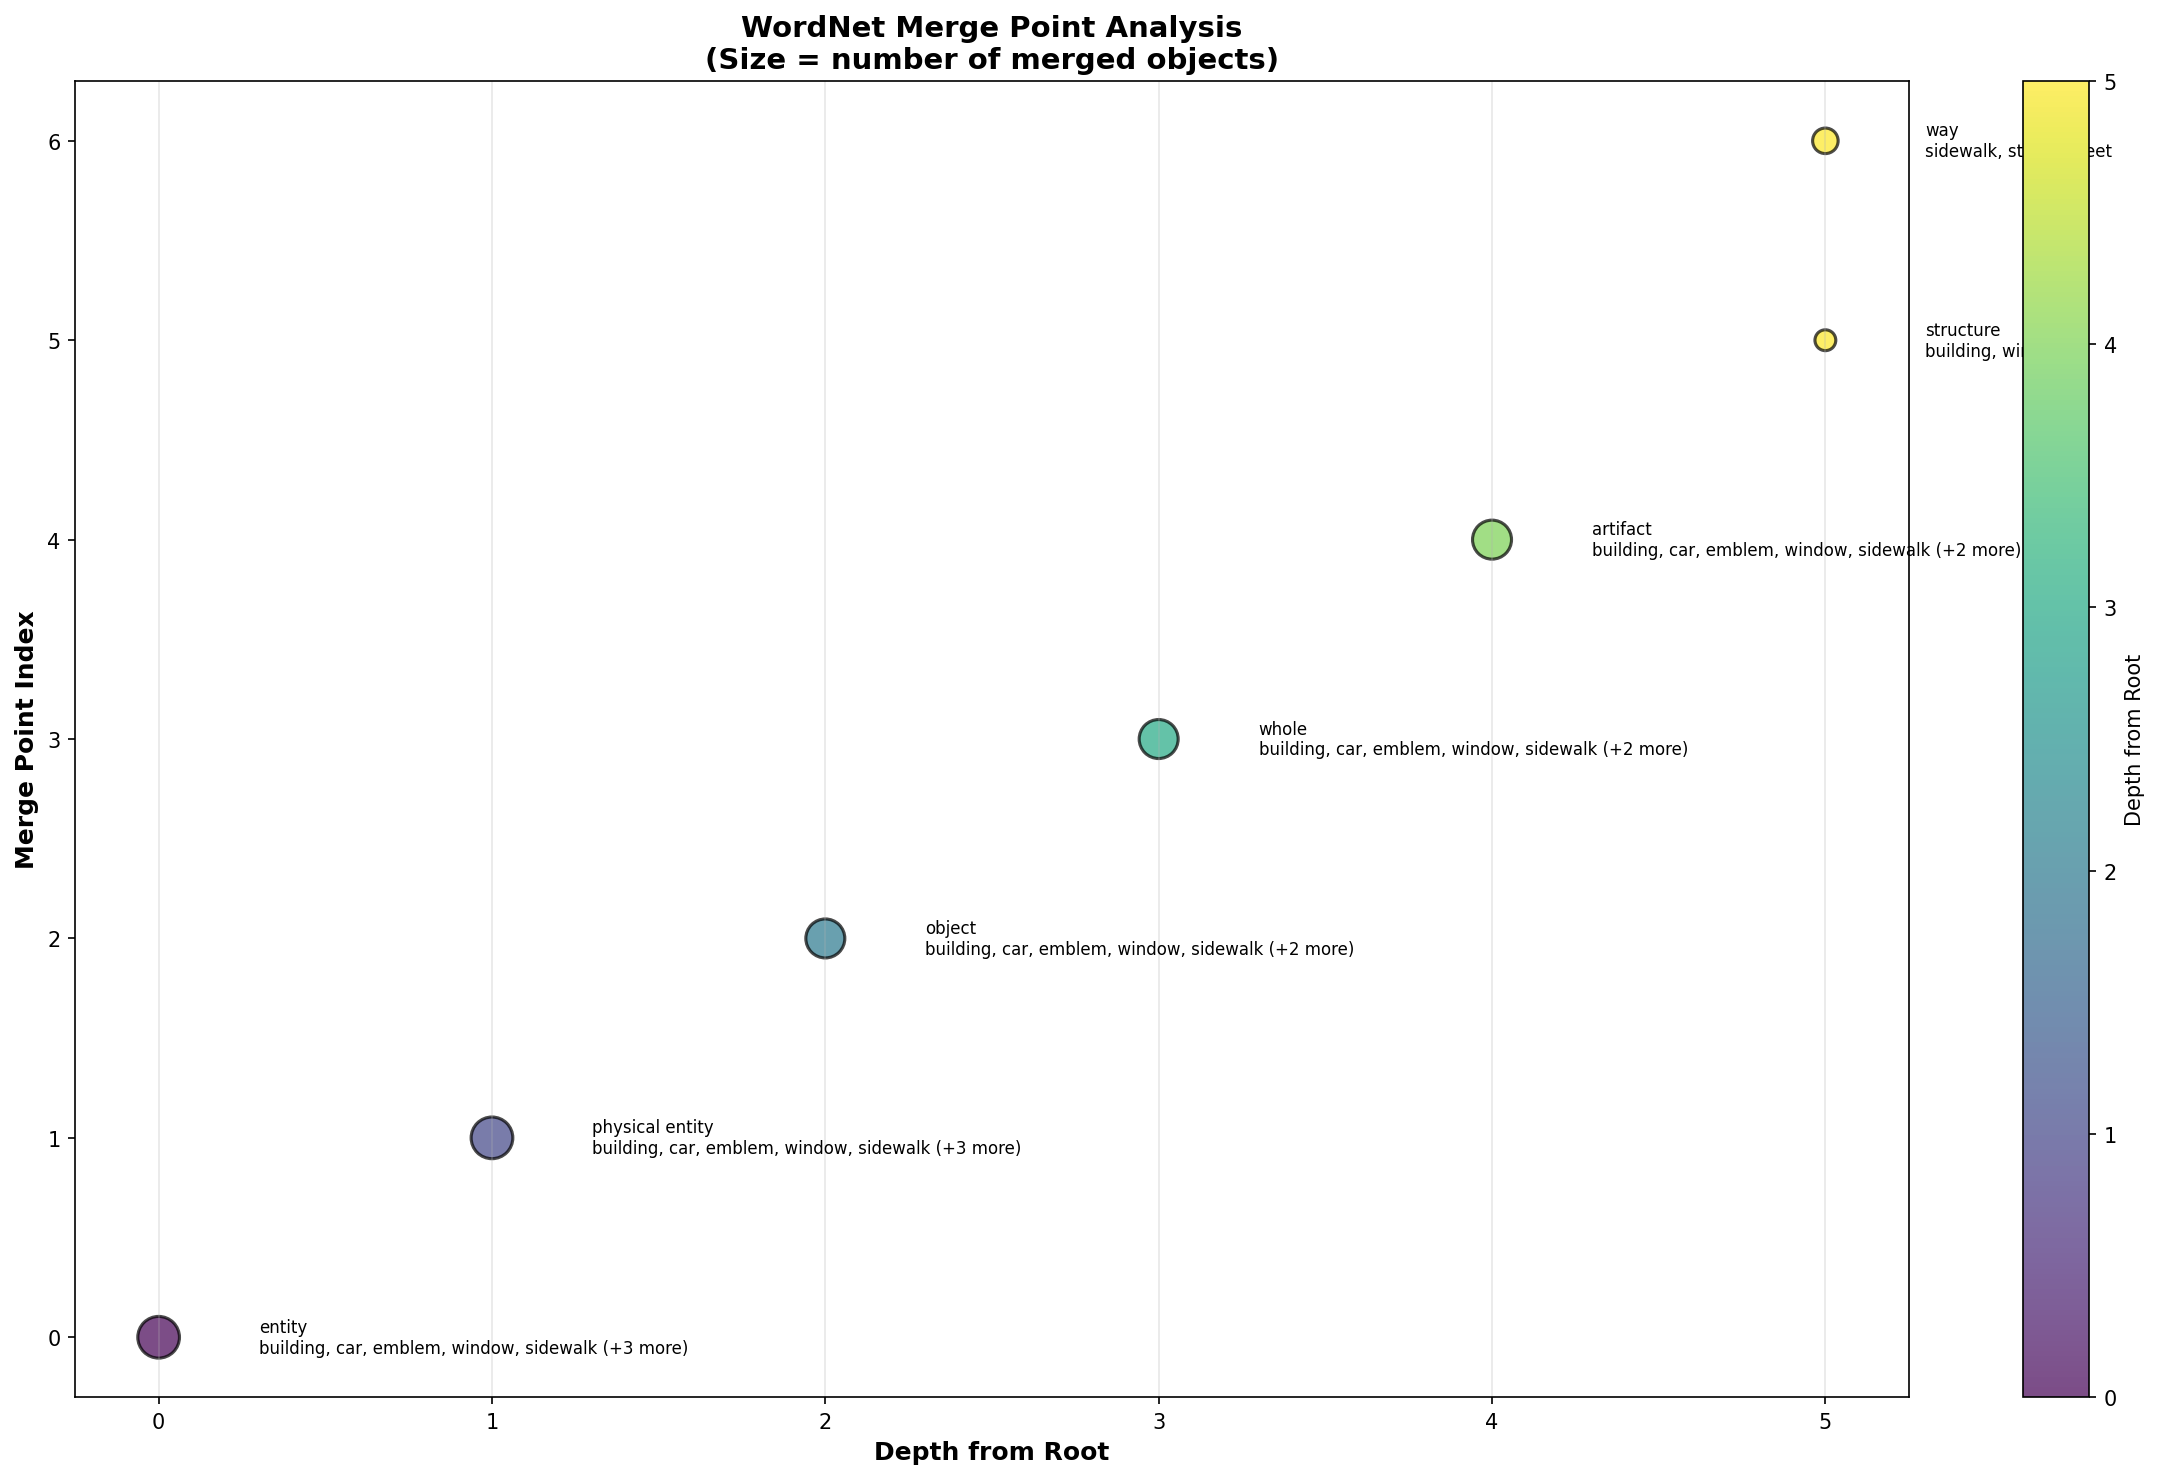 WordNet Merge Point Analysis
(Size = number of merged objects)
6
5
4
3
2
1
0
Merge Point Index
way
sidewalk,
structure
building,
artifact
building, car, emblem, window, sidewalk (+2 more)
whole
building, car, emblem, window, sidewalk (+2 more)
object
building, car, emblem, window, sidewalk (+2 more)
physical entity
building, car, emblem, window, sidewalk (+3 more)
entity
building, car, emblem, window, sidewalk (+3 more)
0 1 2 3 4 5
Depth from Root
5
4
3
2
1
0
Depth from Root